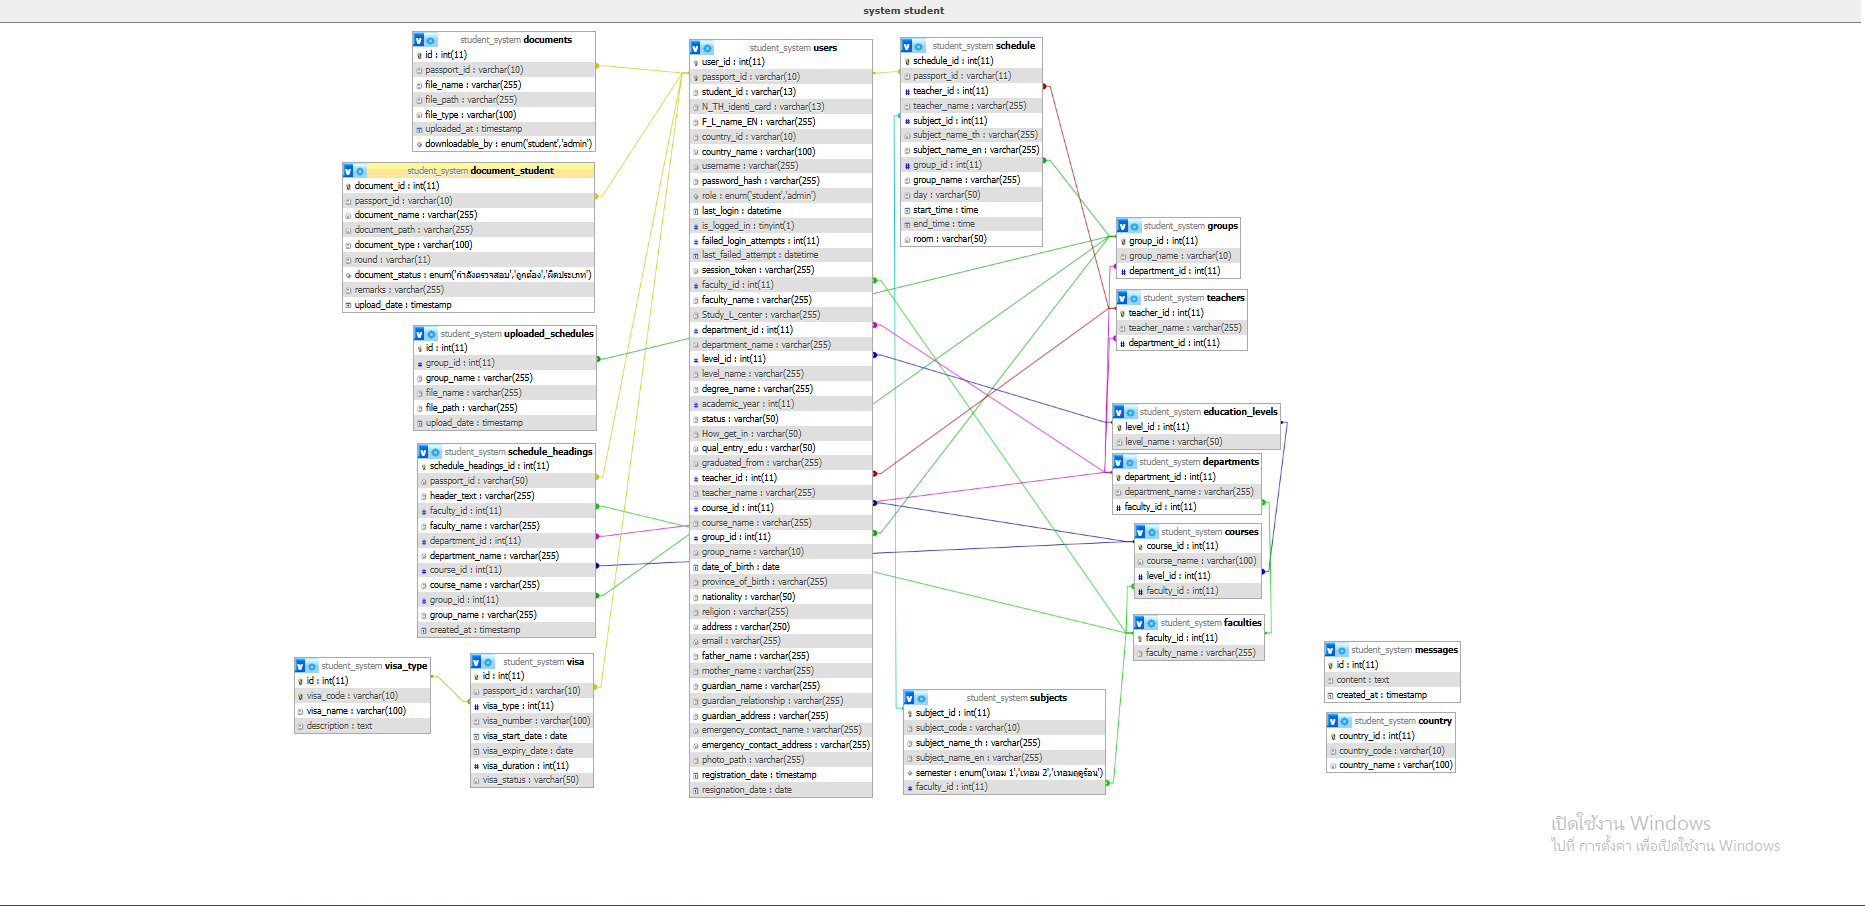 system student
student_system documents
id : int(11)
passport_id : varchar(10)
file_name : varchar(255)
file_path : varchar(255)
file_type : varchar(100)
uploaded_at : timestamp
downloadable_by : enum('student','admin')
student_system document_student
document_id : int(11)
passport_id : varchar(10)
document_name : varchar(255)
document_path : varchar(255)
document_type : varchar(100)
round : varchar(11)
document_status : enum('กำลังตรวจสอบ','ถูกต้อง','ผิดประเภท')
remarks : varchar(255)
upload_date : timestamp
student_system uploaded_schedules
id : int(11)
group_id : int(11)
group_name : varchar(255)
file_name : varchar(255)
file_path : varchar(255)
upload_date : timestamp
student_system schedule_headings
schedule_headings_id : int(11)
passport_id : varchar(50)
header_text : varchar(255)
faculty_id : int(11)
faculty_name : varchar(255)
department_id : int(11)
department_name : varchar(255)
course_id : int(11)
course_name : varchar(255)
group_id : int(11)
group_name : varchar(255)
created_at : timestamp
student_system visa_type
id : int(11)
visa_code : varchar(10)
visa_name : varchar(100)
description : text
student_system visa
id : int(11)
passport_id : varchar(10)
visa_type : int(11)
visa_number : varchar(100)
visa_start_date : date
visa_expiry_date : date
visa_duration : int(11)
visa_status : varchar(50)
student_system users
user_id : int(11)
passport_id : varchar(10)
student_id : varchar(13)
N_TH_identi_card : varchar(13)
F_L_name_EN : varchar(255)
country_id : varchar(10)
country_name : varchar(100)
username : varchar(255)
password_hash : varchar(255)
role : enum('student','admin')
last_login : datetime
is_logged_in : tinyint(1)
failed_login_attempts : int(11)
last_failed_attempt : datetime
session_token : varchar(255)
faculty_id : int(11)
faculty_name : varchar(255)
Study_L_center : varchar(255)
department_id : int(11)
department_name : varchar(255)
level_id : int(11)
level_name : varchar(255)
degree_name : varchar(255)
academic_year : int(11)
status : varchar(50)
How_get_in : varchar(50)
qual_entry_edu : varchar(50)
graduated_from : varchar(255)
teacher_id : int(11)
teacher_name : varchar(255)
course_id : int(11)
course_name : varchar(255)
group_id : int(11)
group_name : varchar(10)
date_of_birth : date
province_of_birth : varchar(255)
nationality : varchar(50)
religion : varchar(255)
address : varchar(250)
email : varchar(255)
father_name : varchar(255)
mother_name : varchar(255)
guardian_name : varchar(255)
guardian_relationship : varchar(255)
guardian_address : varchar(255)
emergency_contact_name : varchar(255)
emergency_contact_address : varchar(255)
photo_path : varchar(255)
registration_date : timestamp
resignation_date : date
student_system schedule
schedule_id : int(11)
passport_id : varchar(11)
teacher_id : int(11)
teacher_name : varchar(255)
subject_id : int(11)
subject_name_th : varchar(255)
subject_name_en : varchar(255)
group_id : int(11)
group_name : varchar(255)
day : varchar(50)
start_time : time
end_time : time
room : varchar(50)
student_system subjects
subject_id : int(11)
subject_code : varchar(10)
subject_name_th : varchar(255)
subject_name_en : varchar(255)
semester : enum('เทอม 1','เทอม 2','เทอมฤดูร้อน')
faculty_id : int(11)
student_system groups
group_id : int(11)
group_name : varchar(10)
department_id : int(11)
student_system teachers
teacher_id : int(11)
teacher_name : varchar(255)
department_id : int(11)
student_system education_levels
level_id : int(11)
level_name : varchar(50)
student_system departments
department_id : int(11)
department_name : varchar(255)
faculty_id : int(11)
student_system courses
course_id : int(11)
course_name : varchar(100)
level_id : int(11)
faculty_id : int(11)
student_system faculties
faculty_id : int(11)
faculty_name : varchar(255)
student_system messages
id : int(11)
content : text
created_at : timestamp
student_system country
country_id : int(11)
country_code : varchar(10)
country_name : varchar(100)
เปิดใช้งาน Windows
ไปที่ การตั้งค่า เพื่อเปิดใช้งาน Windows